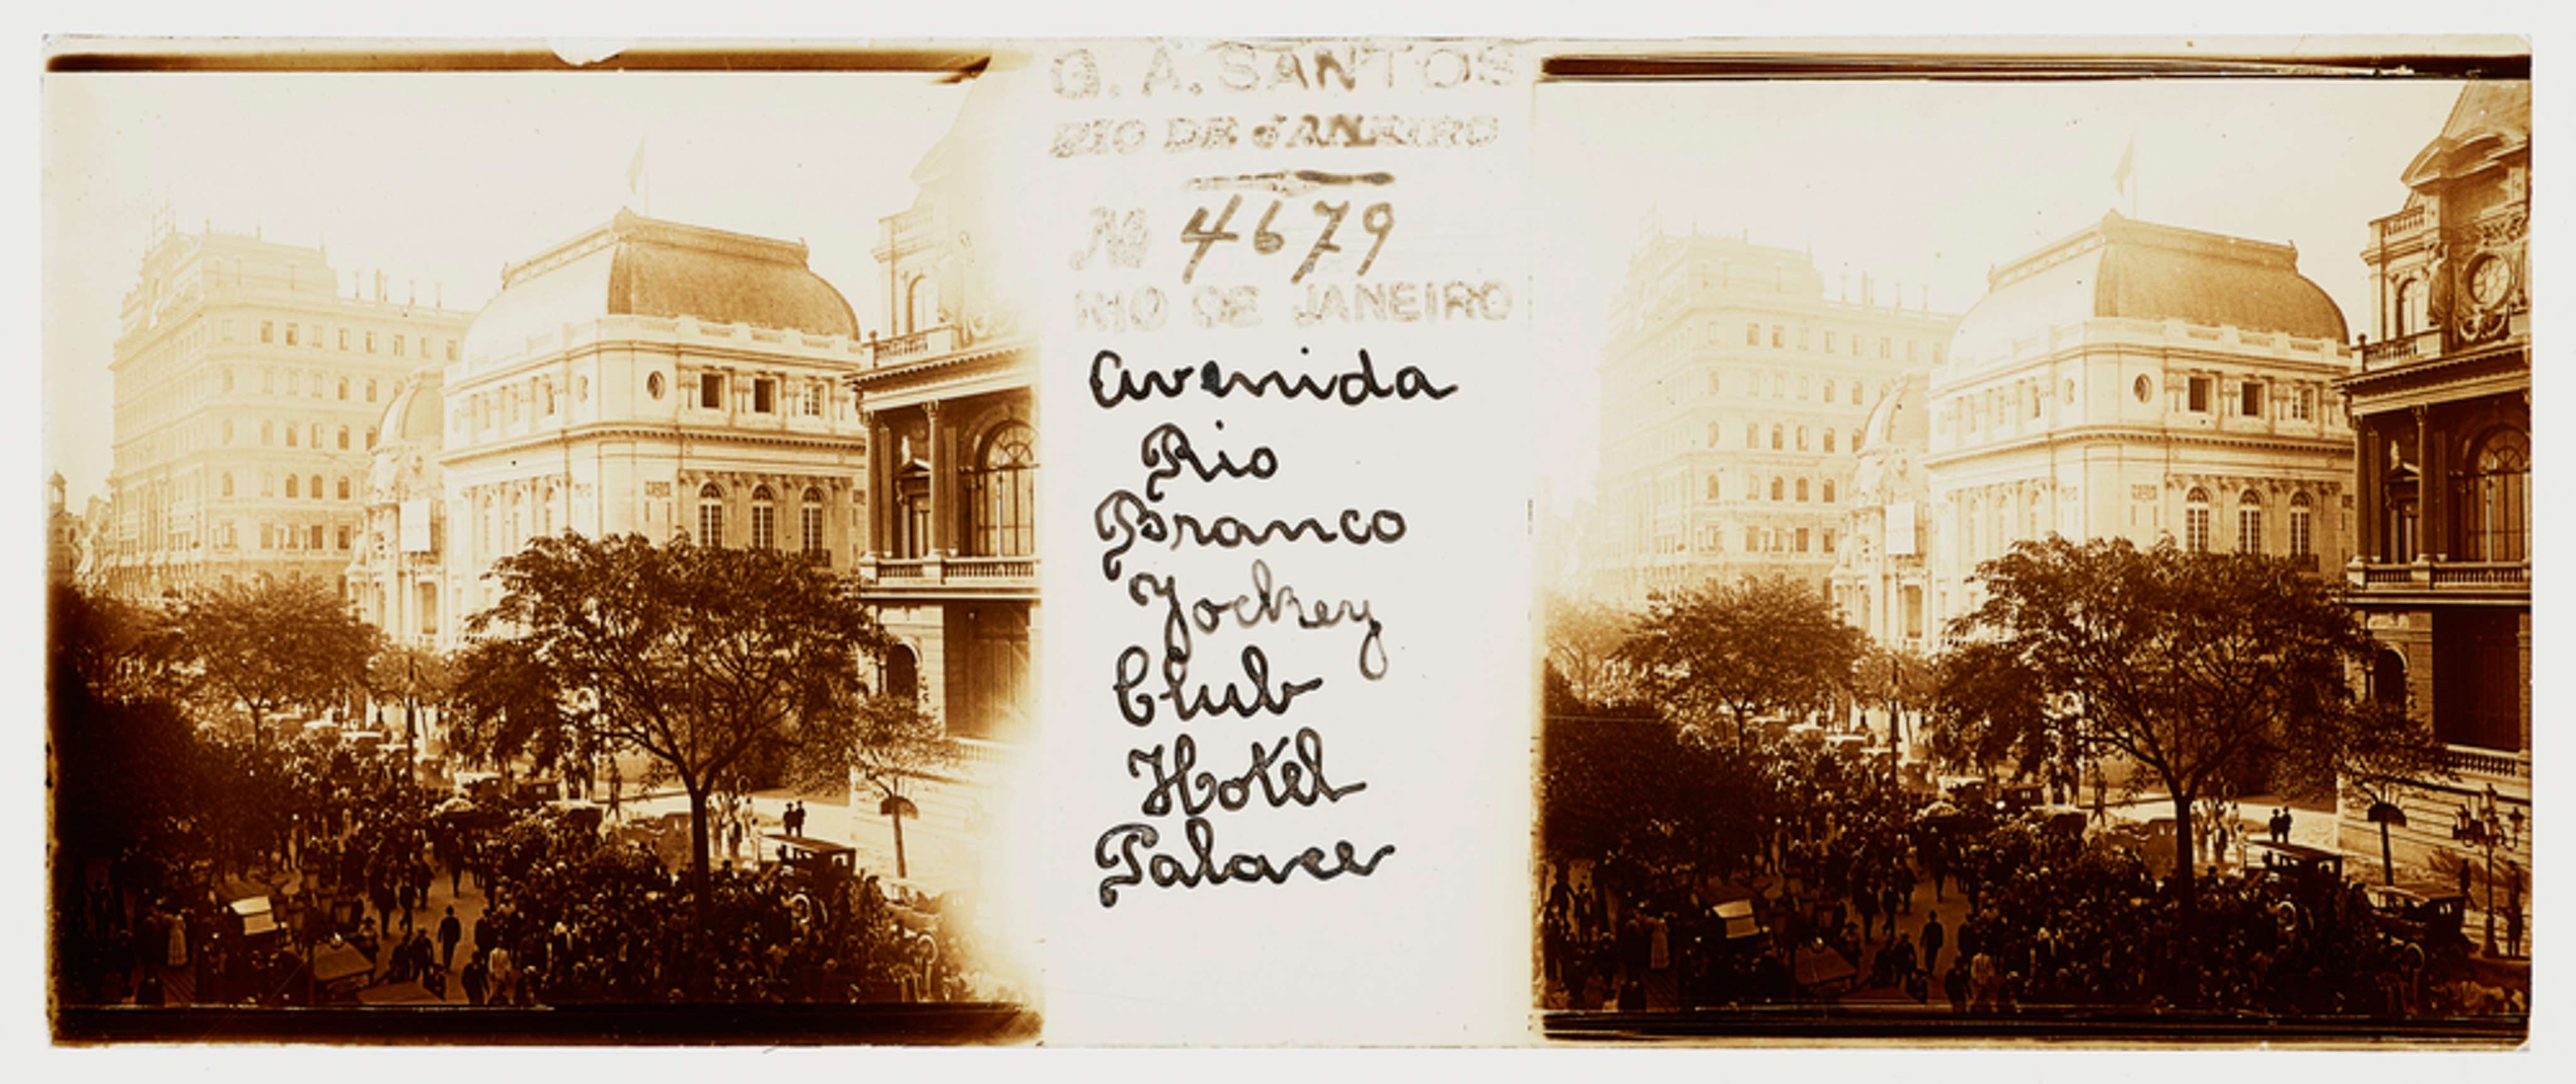 G. A. SANTOS
RIO DE JANEIRO
No 4679
RIO DE JANEIRO
Avenida
Rio
Branco
Jockey
Club
Hotel
Palace